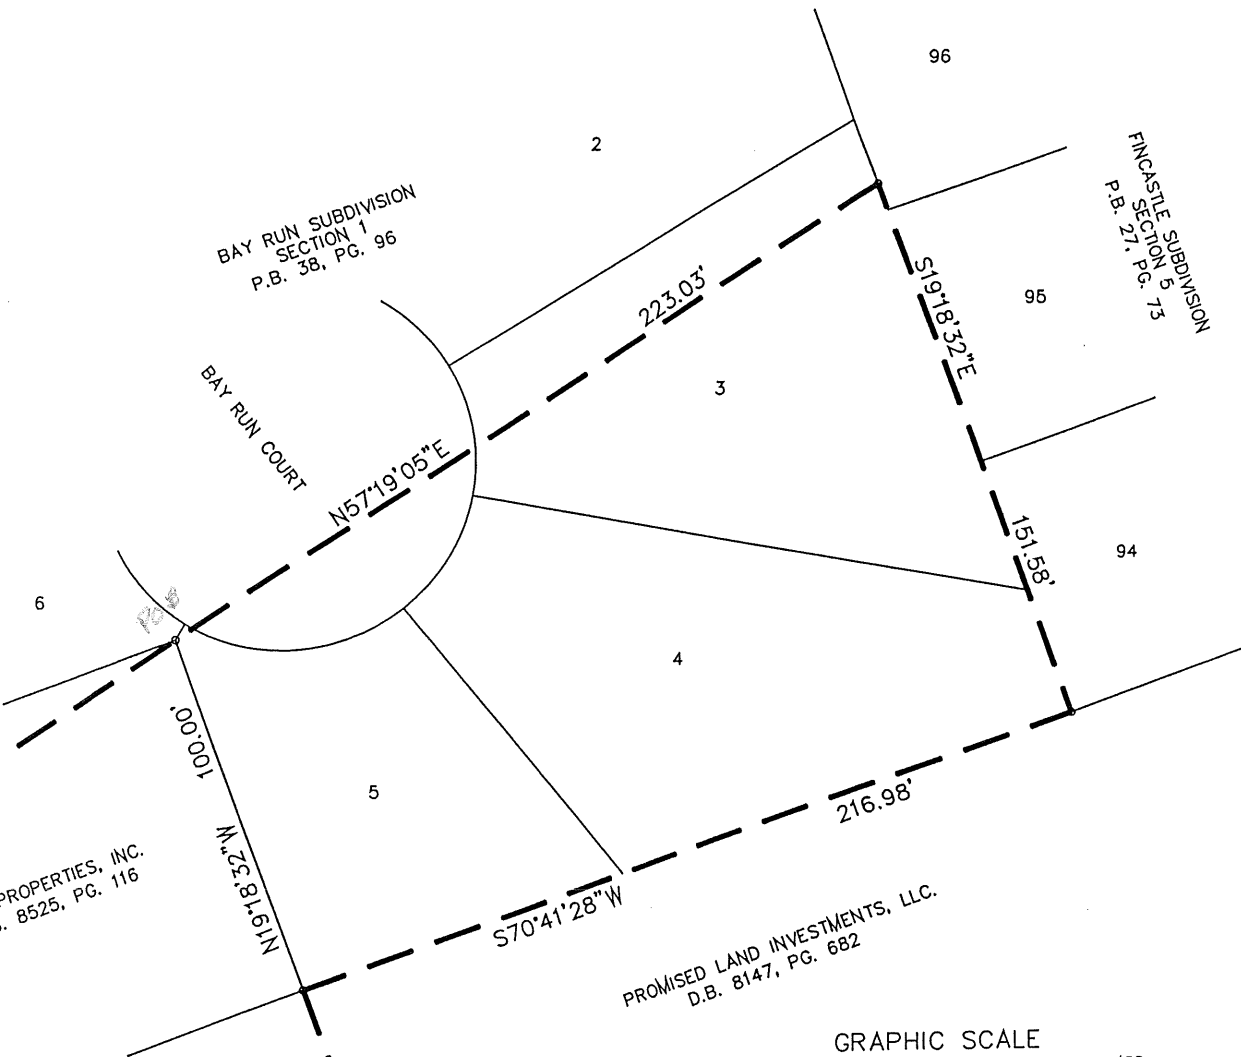 96
2
BAY RUN SUBDIVISION
SECTION 1
P.B. 38, PG. 96
FINCASTLE SUBDIVISION
SECTION 5
P.B. 27, PG. 73
223.03'
S19°18'32"E
95
3
BAY RUN COURT
N57°19'05"E
151.58'
94
6
POB
4
100.00'
5
216.98'
N19°18'32"W
PROPERTIES, INC.
8525, PG. 116
S70°41'28"W
PROMISED LAND INVESTMENTS, LLC.
D.B. 8147, PG. 682
GRAPHIC SCALE